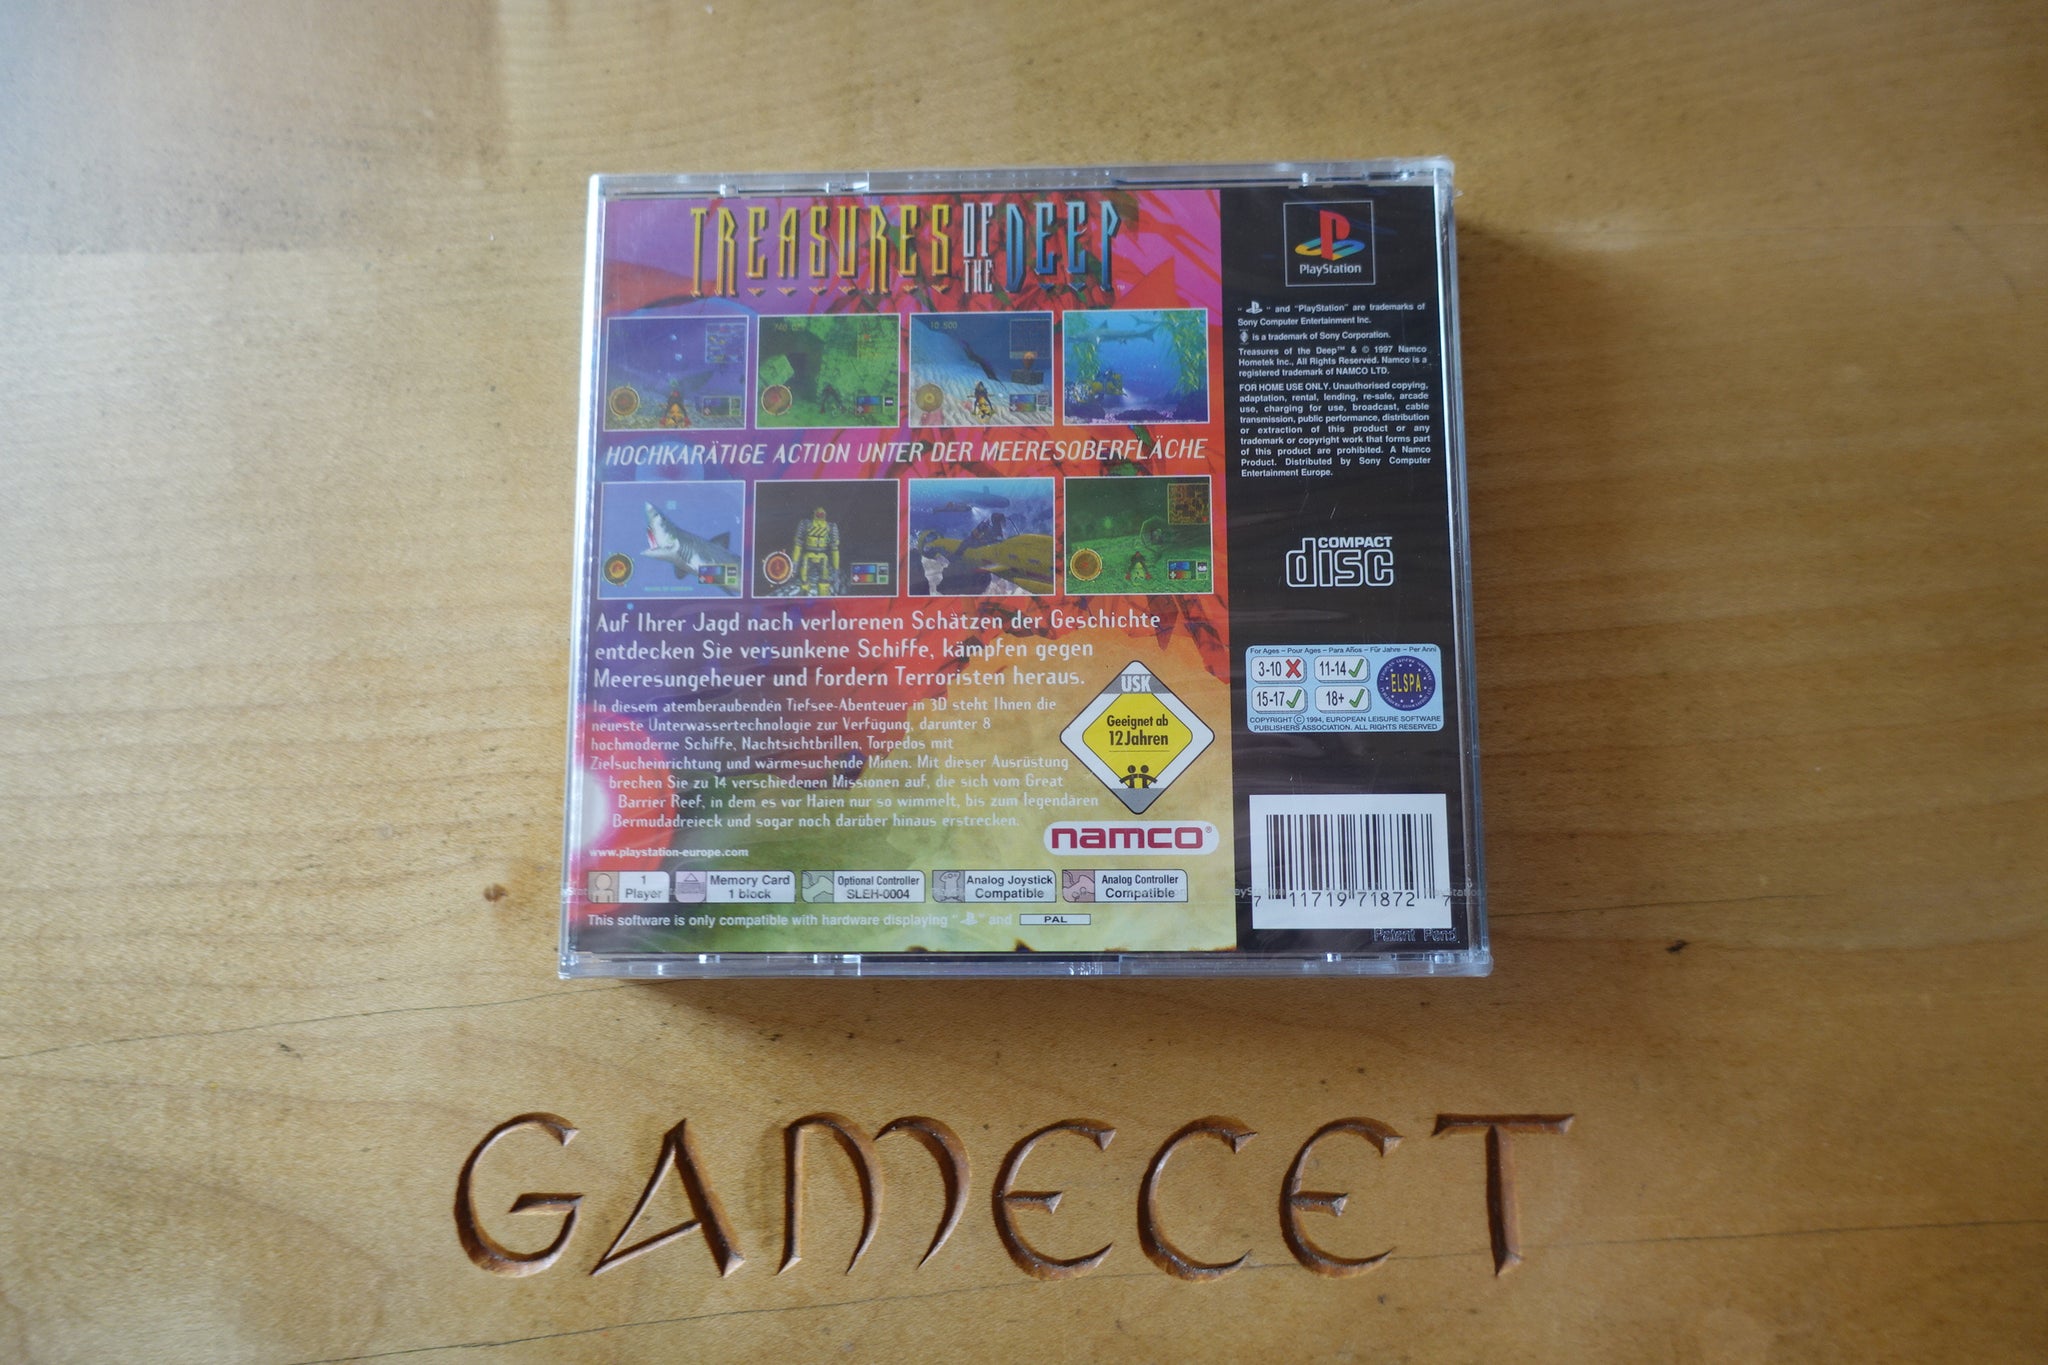 TREASURES OF THE DEEP
HOCHKARÄTIGE ACTION UNTER DER MEERESOBERFLÄCHE
Auf Ihrer Jagd nach verlorenen Schätzen der Geschichte
entdecken Sie versunkene Schiffe, kämpfen gegen
Meeresungeheuer und fordern Terroristen heraus.
In diesem atemberaubenden Tiefsee-Abenteuer in 3D steht Ihnen die
neueste Unterwassertechnologie zur Verfügung, darunter 8
hochmoderne Schiffe, Nachtsichtbrillen, Torpedos mit
Zielsucheinrichtung und wärmesuchende Minen. Mit dieser Ausrüstung
brechen Sie zu 14 verschiedenen Missionen auf, die sich vom Great
Barrier Reef, in dem es vor Haien nur so wimmelt, bis zum legendären
Bermudadreieck und sogar noch darüber hinaus erstrecken.
USK
Geeignet ab
12 Jahren
namco®
www.playstation-europe.com
1
Player
Memory Card
1 block
Optional Controller
SLEH-0004
Analog Joystick
Compatible
Analog Controller
Compatible
This software is only compatible with hardware displaying " " and PAL
PlayStation
" " and "PlayStation" are trademarks of
Sony Computer Entertainment Inc.
is a trademark of Sony Corporation.
Treasures of the Deep™ & © 1997 Namco
Hometek Inc., All Rights Reserved. Namco is a
registered trademark of NAMCO LTD.
FOR HOME USE ONLY. Unauthorised copying,
adaptation, rental, lending, re-sale, arcade
use, charging for use, broadcast, cable
transmission, public performance, distribution
or extraction of this product or any
trademark or copyright work that forms part
of this product are prohibited. A Namco
Product. Distributed by Sony Computer
Entertainment Europe.
COMPACT
disc
For Ages - Pour Ages - Para Años - Für Jahre - Per Anni
3-10 11-14
15-17 18+
ELSPA
COPYRIGHT © 1994, EUROPEAN LEISURE SOFTWARE
PUBLISHERS ASSOCIATION. ALL RIGHTS RESERVED
7 11719 71872 7
Patent Pend
GAMECET